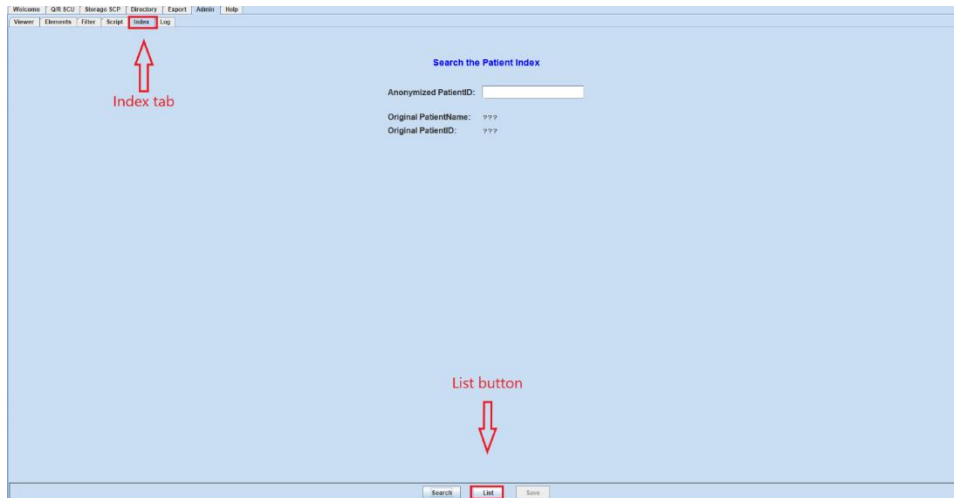 Welcome Q/R SCU Storage SCP Directory Export Admin Help
Viewer Elements Filter Script Index Log
Index tab
Search the Patient Index
Anonymized PatientID:
Original PatientName: ???
Original PatientID: ???
List button
Search List Save